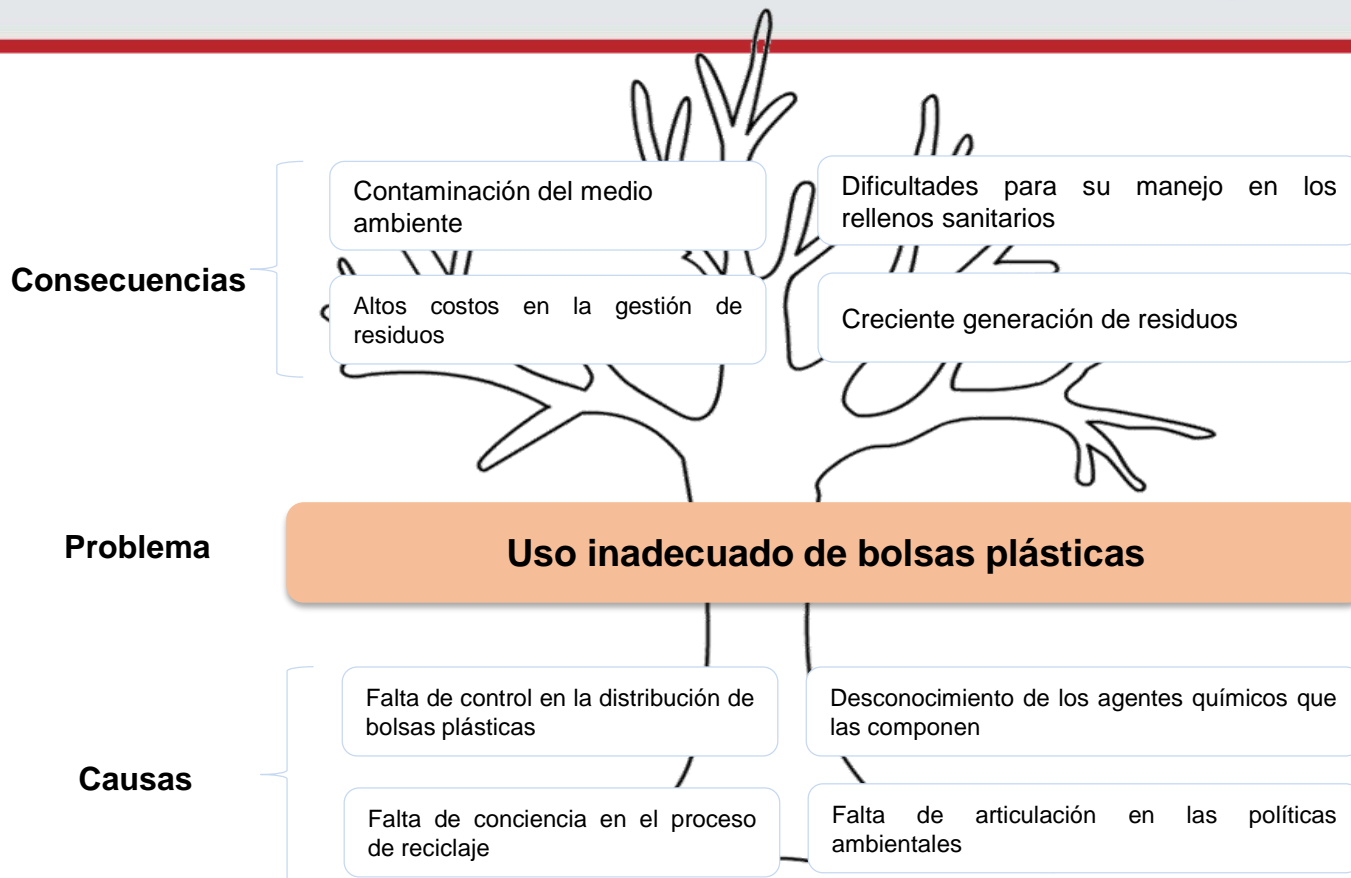 Consecuencias
Contaminación del medio
ambiente
Dificultades para su manejo en los
rellenos sanitarios
Altos costos en la gestión de
residuos
Creciente generación de residuos
Problema
Uso inadecuado de bolsas plásticas
Causas
Falta de control en la distribución de
bolsas plásticas
Desconocimiento de los agentes químicos que
las componen
Falta de conciencia en el proceso
de reciclaje
Falta de articulación en las políticas
ambientales